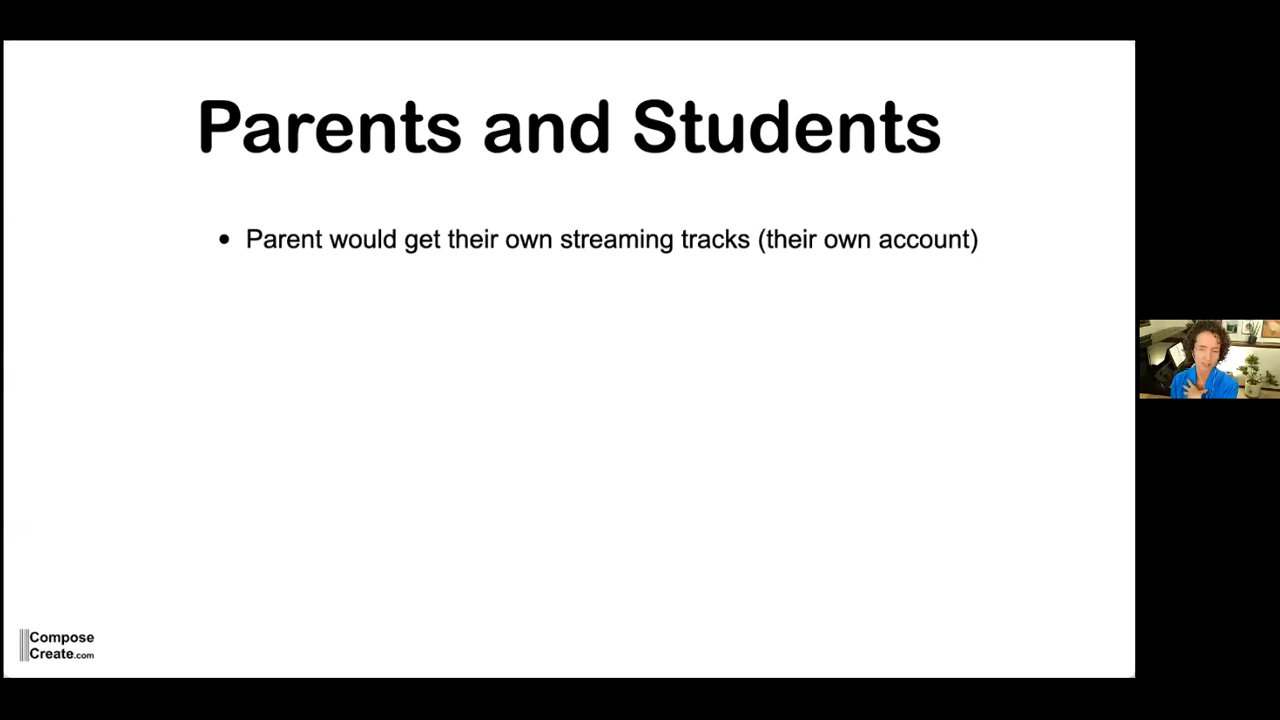 Parents and Students
• Parent would get their own streaming tracks (their own account)
Compose
Create.com